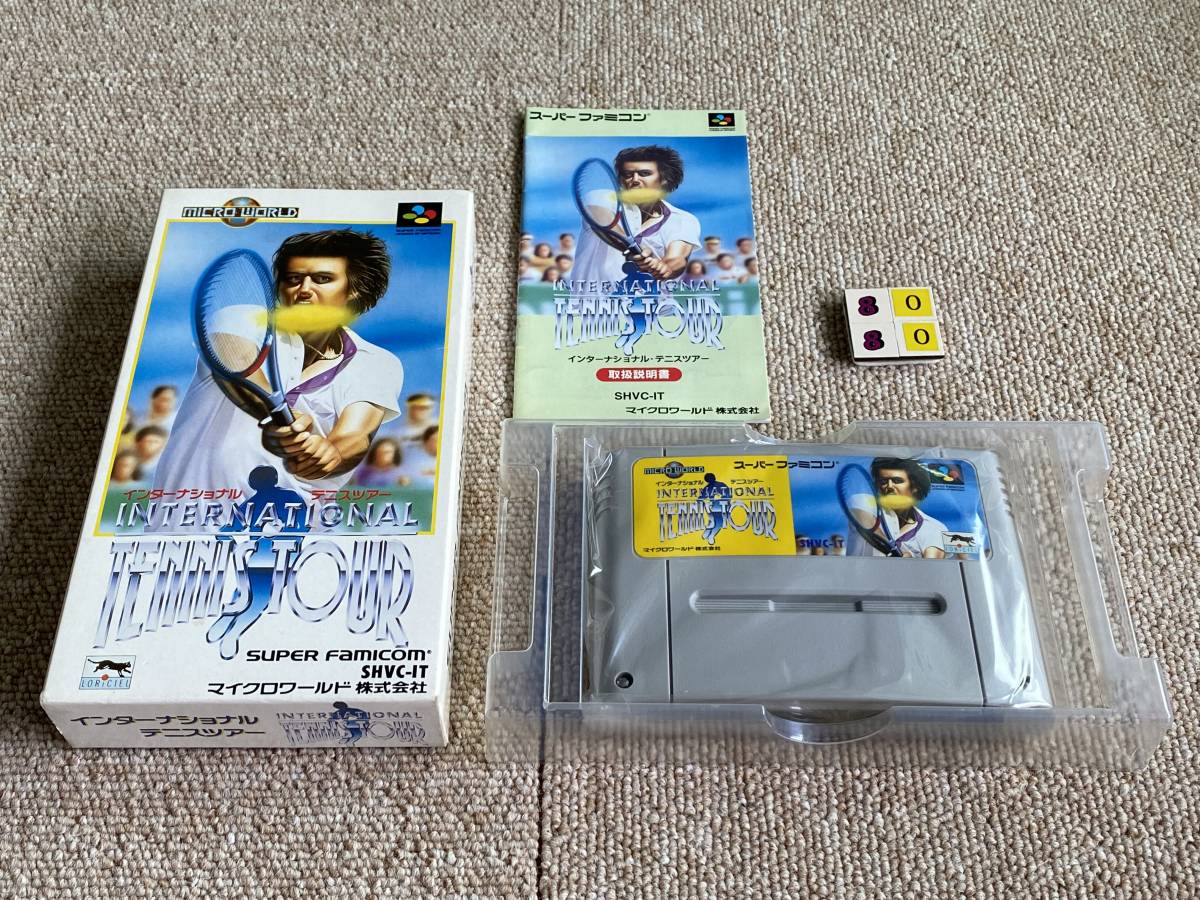 MICRO WORLD
インターナショナル テニスツアー
INTERNATIONAL
TENNIS TOUR
SUPER FAMICOM
SHVC-IT
マイクロワールド株式会社
LORICIEL
インターナショナル
テニスツアー
INTERNATIONAL
TENNIS TOUR
スーパーファミコン
INTERNATIONAL
TENNIS TOUR
インターナショナル・テニスツアー
取扱説明書
SHVC-IT
マイクロワールド株式会社
8 0
8 0
MICRO WORLD
スーパーファミコン
インターナショナル テニスツアー
INTERNATIONAL
TENNIS TOUR
SHVC-IT
マイクロワールド株式会社
LORICIEL